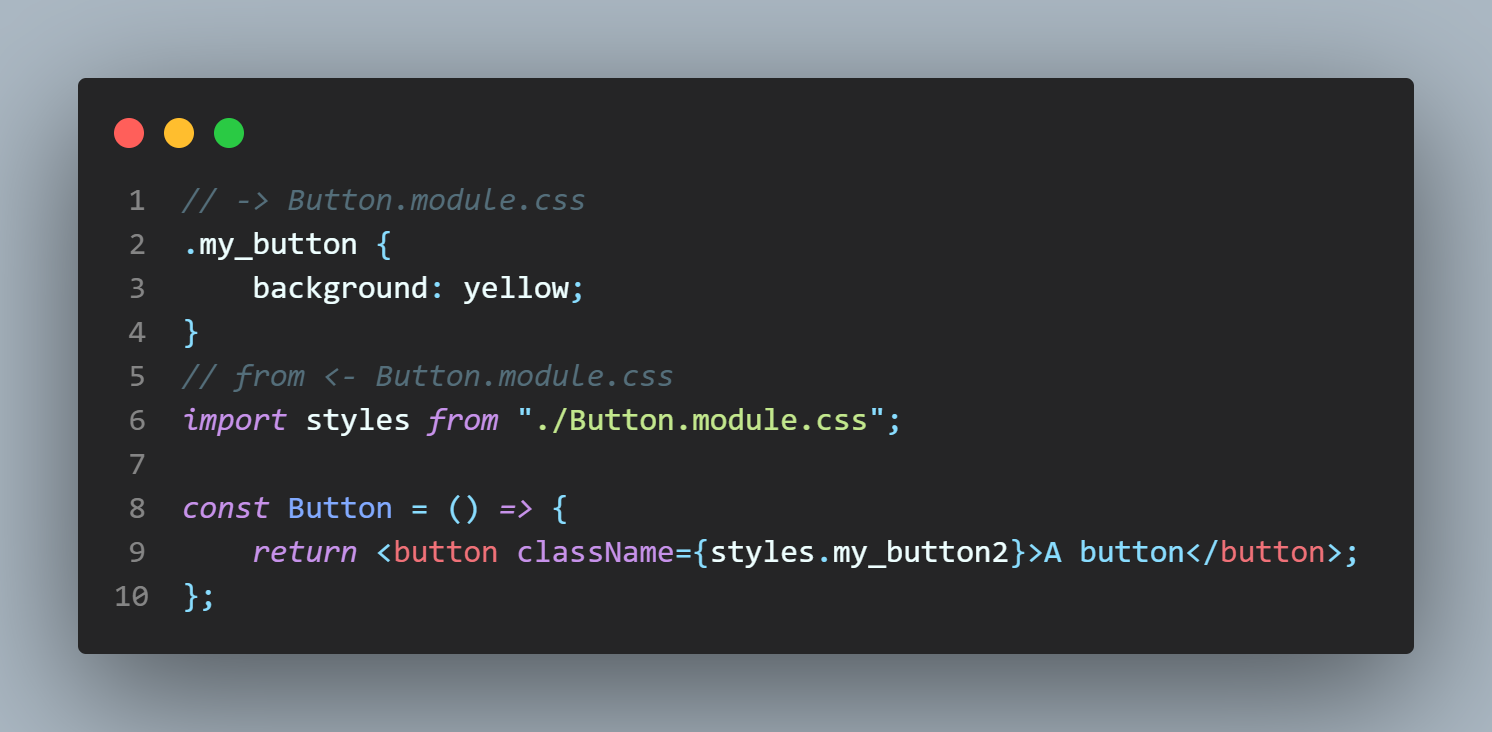 1 // -> Button.module.css
2 .my_button {
3     background: yellow;
4 }
5 // from <- Button.module.css
6 import styles from "./Button.module.css";
7
8 const Button = () => {
9     return <button className={styles.my_button2}>A button</button>;
10 };